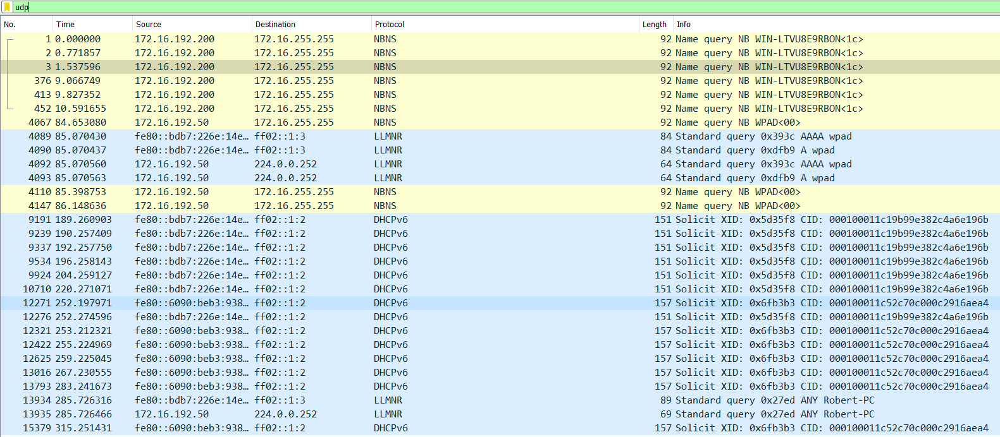 udp
No. Time Source Destination Protocol Length Info
1 0.000000 172.16.192.200 172.16.255.255 NBNS 92 Name query NB WIN-LTVU8E9RBON<1c>
2 0.771857 172.16.192.200 172.16.255.255 NBNS 92 Name query NB WIN-LTVU8E9RBON<1c>
3 1.537596 172.16.192.200 172.16.255.255 NBNS 92 Name query NB WIN-LTVU8E9RBON<1c>
376 9.066749 172.16.192.200 172.16.255.255 NBNS 92 Name query NB WIN-LTVU8E9RBON<1c>
413 9.827352 172.16.192.200 172.16.255.255 NBNS 92 Name query NB WIN-LTVU8E9RBON<1c>
452 10.591655 172.16.192.200 172.16.255.255 NBNS 92 Name query NB WIN-LTVU8E9RBON<1c>
4067 84.653080 172.16.192.50 172.16.255.255 NBNS 92 Name query NB WPAD<00>
4089 85.070430 fe80::bdb7:226e:14e… ff02::1:3 LLMNR 84 Standard query 0x393c AAAA wpad
4090 85.070437 fe80::bdb7:226e:14e… ff02::1:3 LLMNR 84 Standard query 0xdfb9 A wpad
4092 85.070560 172.16.192.50 224.0.0.252 LLMNR 64 Standard query 0x393c AAAA wpad
4093 85.070563 172.16.192.50 224.0.0.252 LLMNR 64 Standard query 0xdfb9 A wpad
4110 85.398753 172.16.192.50 172.16.255.255 NBNS 92 Name query NB WPAD<00>
4147 86.148636 172.16.192.50 172.16.255.255 NBNS 92 Name query NB WPAD<00>
9191 189.260903 fe80::bdb7:226e:14e… ff02::1:2 DHCPv6 151 Solicit XID: 0x5d35f8 CID: 000100011c19b99e382c4a6e196b
9239 190.257409 fe80::bdb7:226e:14e… ff02::1:2 DHCPv6 151 Solicit XID: 0x5d35f8 CID: 000100011c19b99e382c4a6e196b
9337 192.257750 fe80::bdb7:226e:14e… ff02::1:2 DHCPv6 151 Solicit XID: 0x5d35f8 CID: 000100011c19b99e382c4a6e196b
9534 196.258143 fe80::bdb7:226e:14e… ff02::1:2 DHCPv6 151 Solicit XID: 0x5d35f8 CID: 000100011c19b99e382c4a6e196b
9924 204.259127 fe80::bdb7:226e:14e… ff02::1:2 DHCPv6 151 Solicit XID: 0x5d35f8 CID: 000100011c19b99e382c4a6e196b
10710 220.271071 fe80::bdb7:226e:14e… ff02::1:2 DHCPv6 151 Solicit XID: 0x5d35f8 CID: 000100011c19b99e382c4a6e196b
12271 252.197971 fe80::6090:beb3:938… ff02::1:2 DHCPv6 157 Solicit XID: 0x6fb3b3 CID: 000100011c52c70c000c2916aea4
12276 252.274596 fe80::bdb7:226e:14e… ff02::1:2 DHCPv6 151 Solicit XID: 0x5d35f8 CID: 000100011c19b99e382c4a6e196b
12321 253.212321 fe80::6090:beb3:938… ff02::1:2 DHCPv6 157 Solicit XID: 0x6fb3b3 CID: 000100011c52c70c000c2916aea4
12422 255.224969 fe80::6090:beb3:938… ff02::1:2 DHCPv6 157 Solicit XID: 0x6fb3b3 CID: 000100011c52c70c000c2916aea4
12625 259.225045 fe80::6090:beb3:938… ff02::1:2 DHCPv6 157 Solicit XID: 0x6fb3b3 CID: 000100011c52c70c000c2916aea4
13016 267.230555 fe80::6090:beb3:938… ff02::1:2 DHCPv6 157 Solicit XID: 0x6fb3b3 CID: 000100011c52c70c000c2916aea4
13793 283.241673 fe80::6090:beb3:938… ff02::1:2 DHCPv6 157 Solicit XID: 0x6fb3b3 CID: 000100011c52c70c000c2916aea4
13934 285.726316 fe80::bdb7:226e:14e… ff02::1:3 LLMNR 89 Standard query 0x27ed ANY Robert-PC
13935 285.726466 172.16.192.50 224.0.0.252 LLMNR 69 Standard query 0x27ed ANY Robert-PC
15379 315.251431 fe80::6090:beb3:938… ff02::1:2 DHCPv6 157 Solicit XID: 0x6fb3b3 CID: 000100011c52c70c000c2916aea4